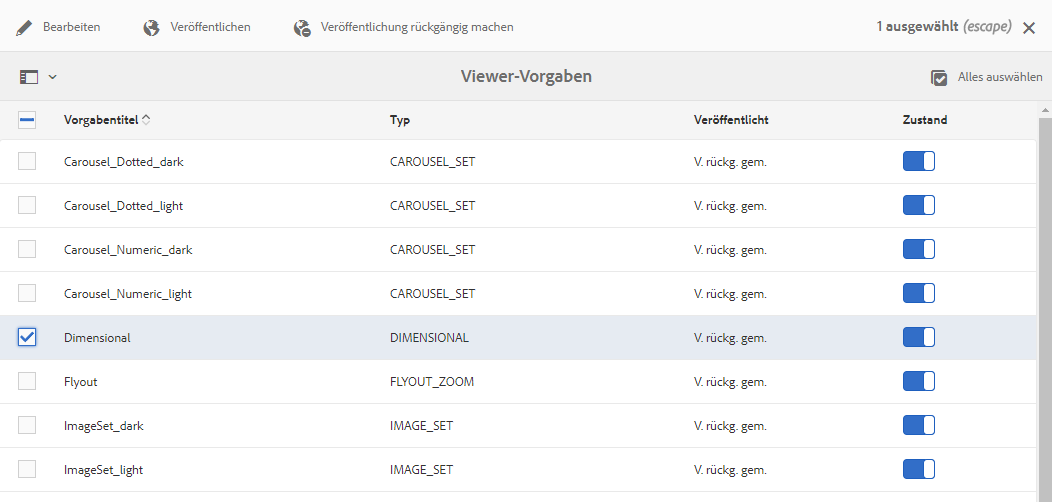 Bearbeiten Veröffentlichen Veröffentlichung rückgängig machen 1 ausgewählt (escape)
Viewer-Vorgaben Alles auswählen
Vorgabentitel Typ Veröffentlicht Zustand
Carousel_Dotted_dark CAROUSEL_SET V. rückg. gem.
Carousel_Dotted_light CAROUSEL_SET V. rückg. gem.
Carousel_Numeric_dark CAROUSEL_SET V. rückg. gem.
Carousel_Numeric_light CAROUSEL_SET V. rückg. gem.
Dimensional DIMENSIONAL V. rückg. gem.
Flyout FLYOUT_ZOOM V. rückg. gem.
ImageSet_dark IMAGE_SET V. rückg. gem.
ImageSet_light IMAGE_SET V. rückg. gem.